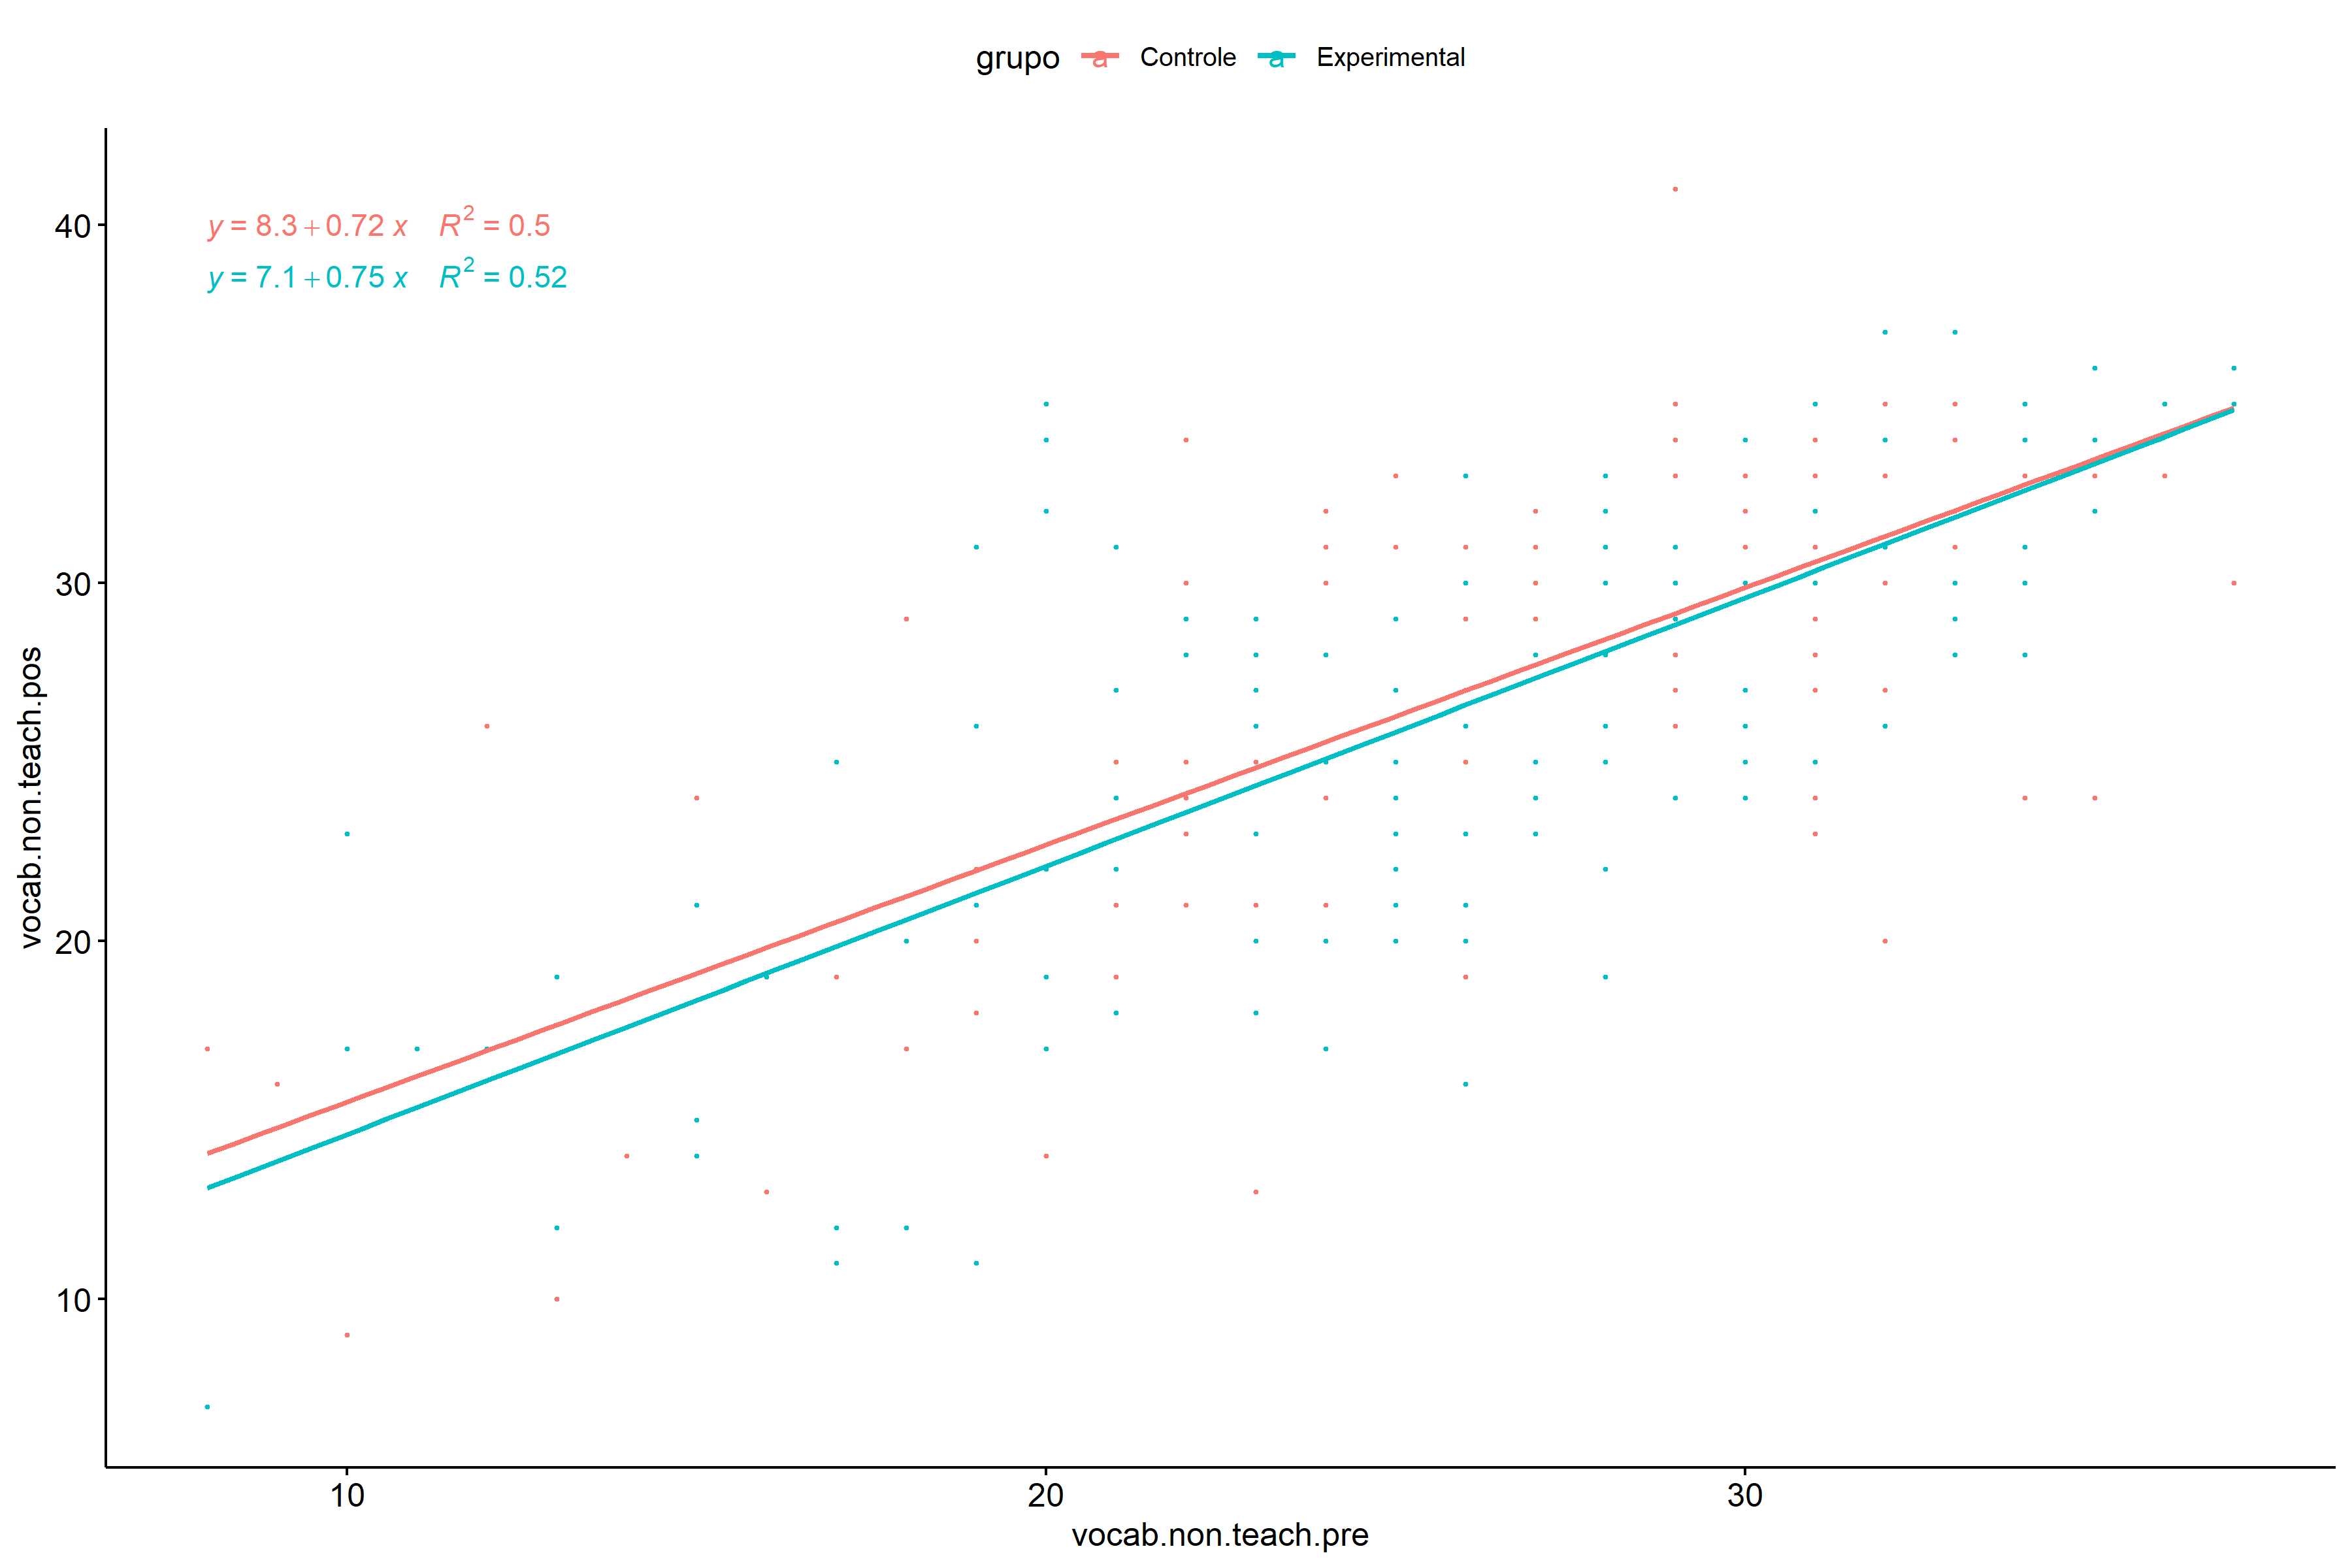 grupo a Controle a Experimental
y = 8.3 + 0.72 x R² = 0.5
y = 7.1 + 0.75 x R² = 0.52
40
30
20
10
vocab.non.teach.pos
10 20 30
vocab.non.teach.pre